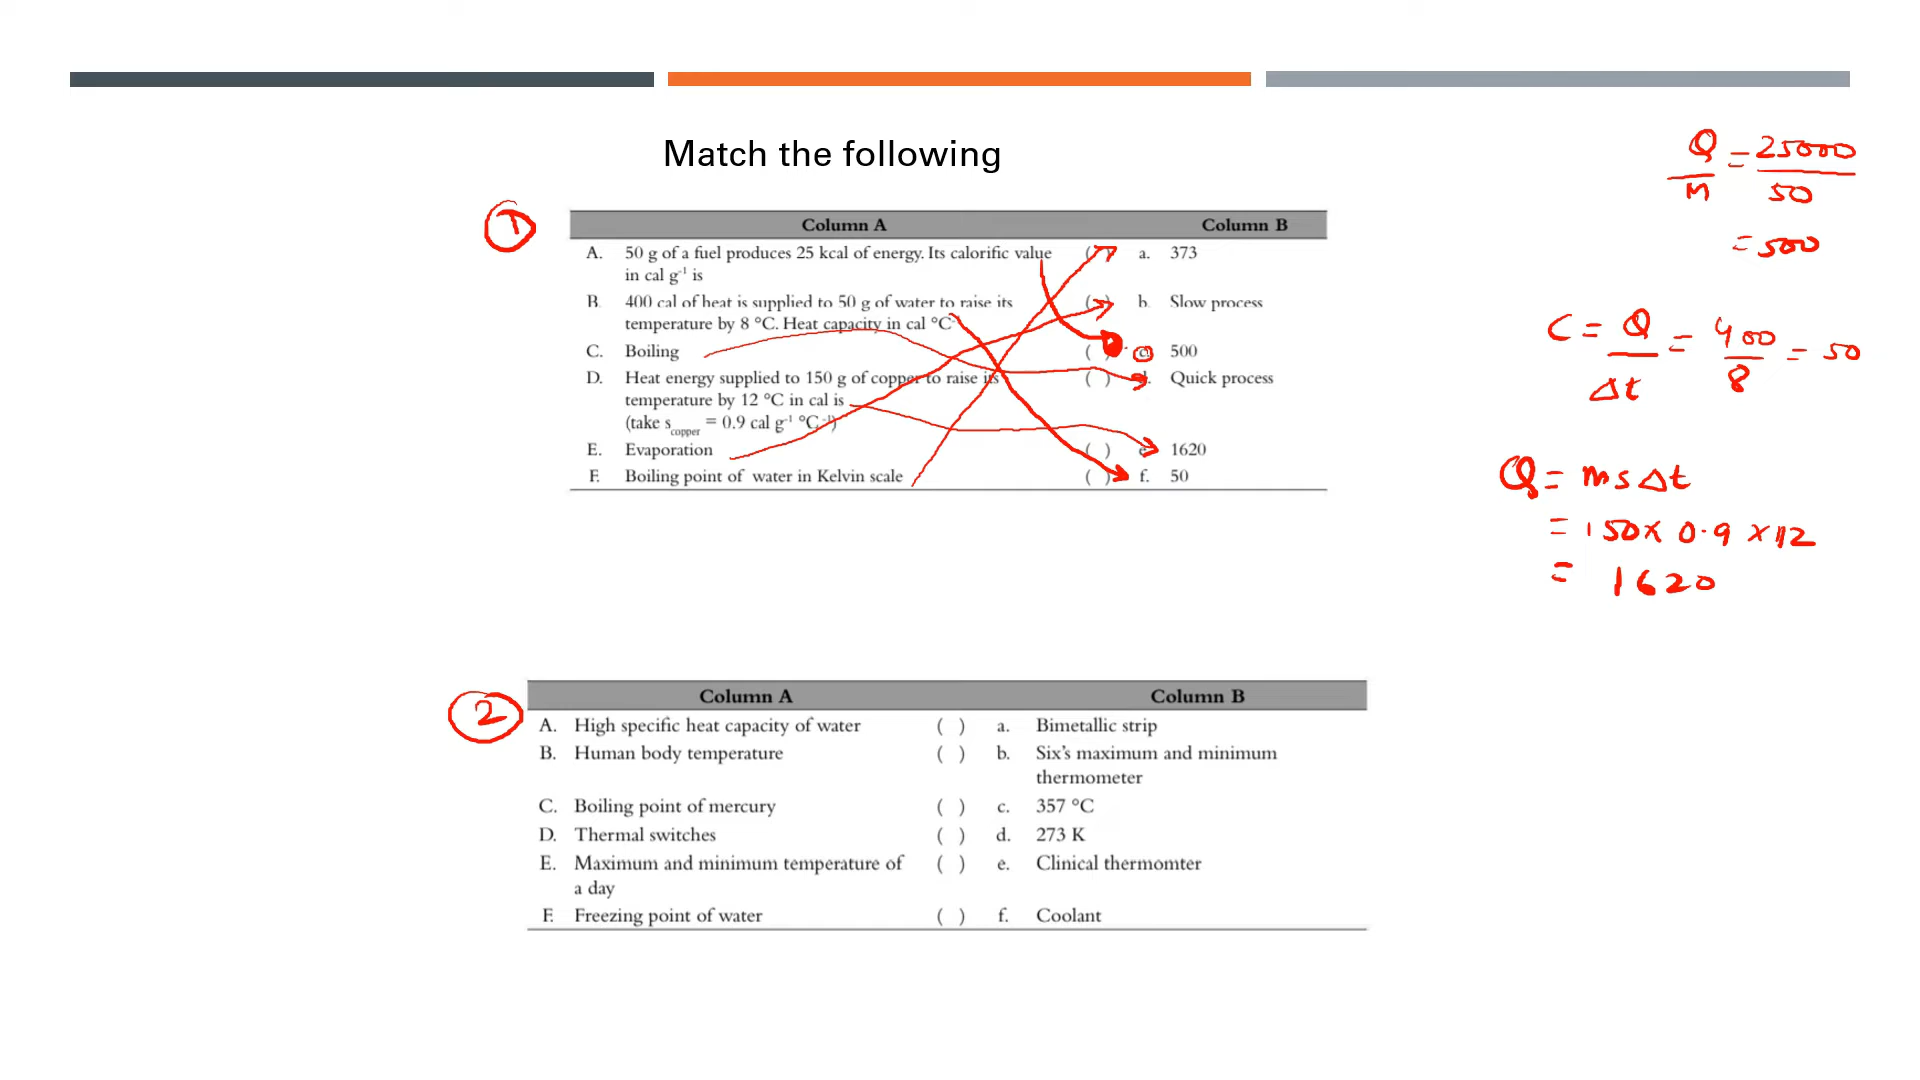 Match the following
1
Column A Column B
A. 50 g of a fuel produces 25 kcal of energy. Its calorific value ( ) a. 373
in cal g⁻¹ is
B. 400 cal of heat is supplied to 50 g of water to raise its ( ) b. Slow process
temperature by 8 °C. Heat capacity in cal °C⁻¹
C. Boiling ( ) c. 500
D. Heat energy supplied to 150 g of copper to raise its ( ) d. Quick process
temperature by 12 °C in cal is
(take s_copper = 0.9 cal g⁻¹ °C⁻¹)
E. Evaporation ( ) e. 1620
F. Boiling point of water in Kelvin scale ( ) f. 50
Q/m = 25000/50
= 500
C = Q/Δt = 400/8 = 50
Q = msΔt
= 150 × 0.9 × 12
= 1620
2
Column A Column B
A. High specific heat capacity of water ( ) a. Bimetallic strip
B. Human body temperature ( ) b. Six's maximum and minimum
thermometer
C. Boiling point of mercury ( ) c. 357 °C
D. Thermal switches ( ) d. 273 K
E. Maximum and minimum temperature of ( ) e. Clinical thermomter
a day
F. Freezing point of water ( ) f. Coolant